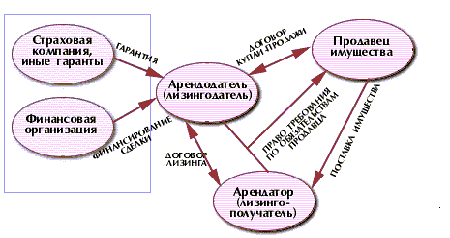 Страховая
компания,
иные гаранты
ГАРАНТИЯ
ДОГОВОР
КУПЛИ-ПРОДАЖИ
Продавец
имущества
Арендодатель
(лизингодатель)
Финансовая
организация
ФИНАНСИРОВАНИЕ
СДЕЛКИ
ДОГОВОР
ЛИЗИНГА
ПРАВО ТРЕБОВАНИЯ
ПО ОБЯЗАТЕЛЬСТВАМ
ПРОДАВЦА
ПОСТАВКА ИМУЩЕСТВА
Арендатор
(лизинго-
получатель)